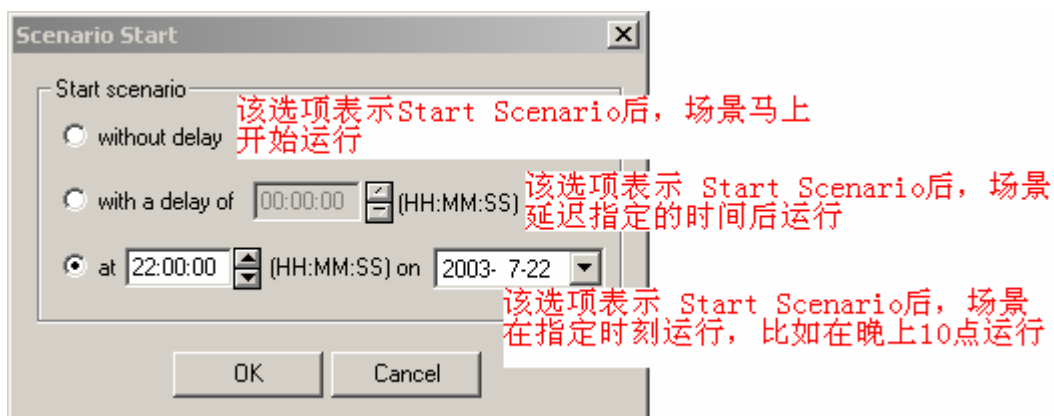 Scenario Start
Start scenario
该选项表示Start Scenario后，场景马上
开始运行
without delay
with a delay of 00:00:00 (HH:MM:SS)
该选项表示 Start Scenario后，场景
延迟指定的时间后运行
at 22:00:00 (HH:MM:SS) on 2003- 7-22
该选项表示 Start Scenario后，场景
在指定时刻运行，比如在晚上10点运行
OK Cancel